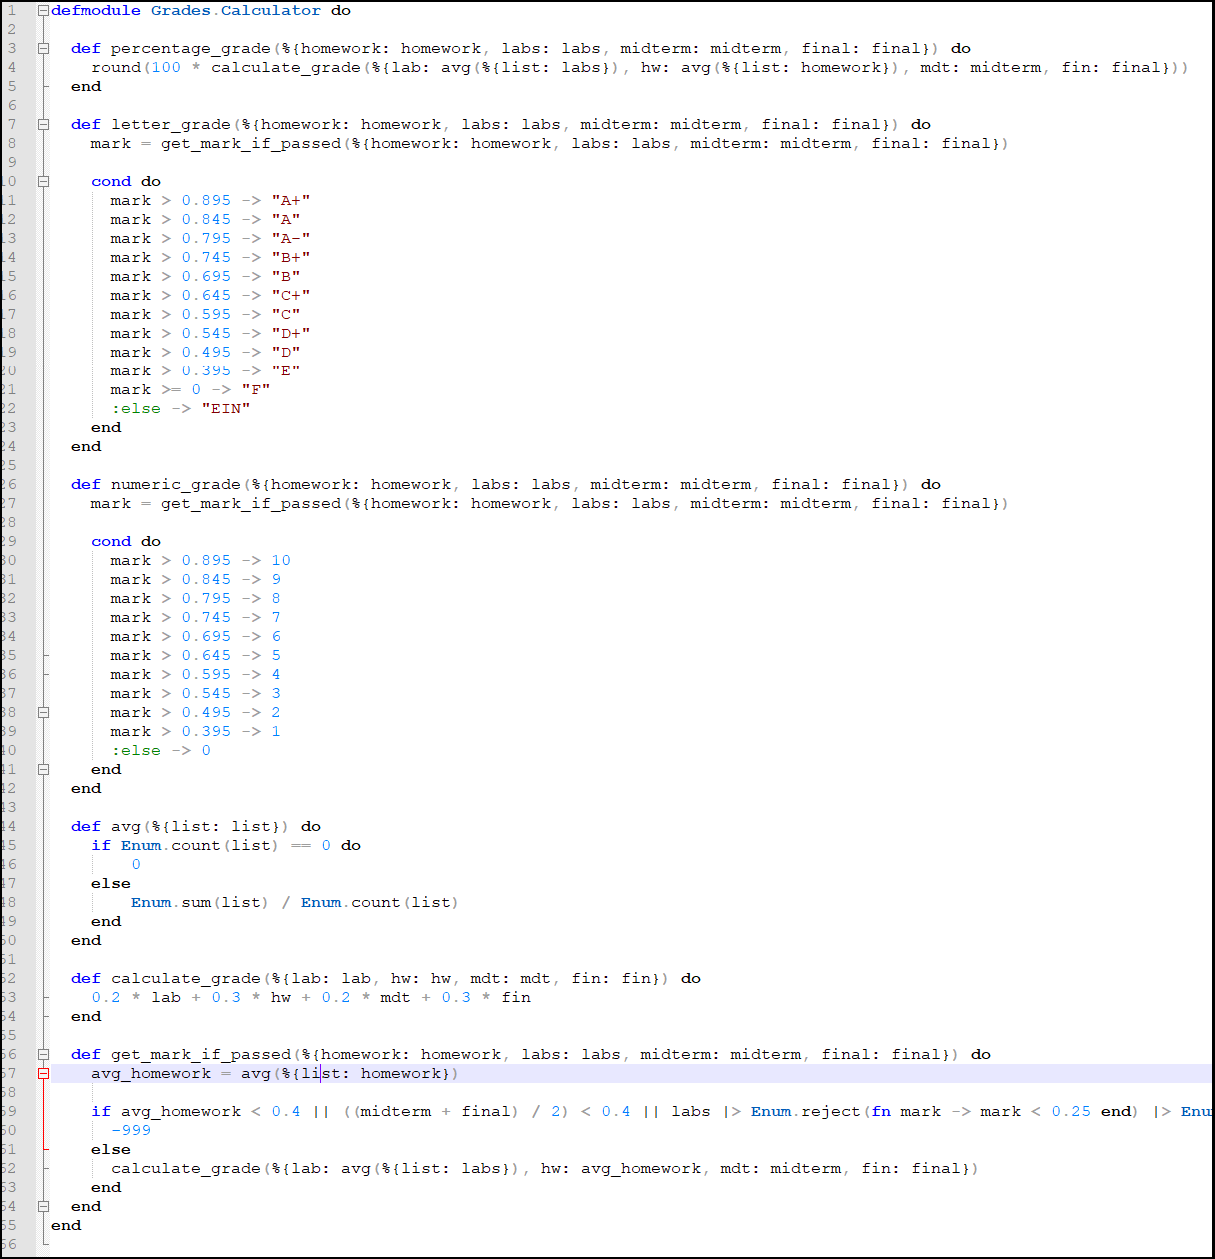 1 defmodule Grades.Calculator do
2
3 def percentage_grade(%{homework: homework, labs: labs, midterm: midterm, final: final}) do
4 round(100 * calculate_grade(%{lab: avg(%{list: labs}), hw: avg(%{list: homework}), mdt: midterm, fin: final}))
5 end
6
7 def letter_grade(%{homework: homework, labs: labs, midterm: midterm, final: final}) do
8 mark = get_mark_if_passed(%{homework: homework, labs: labs, midterm: midterm, final: final})
9
10 cond do
11 mark > 0.895 -> "A+"
12 mark > 0.845 -> "A"
13 mark > 0.795 -> "A-"
14 mark > 0.745 -> "B+"
15 mark > 0.695 -> "B"
16 mark > 0.645 -> "C+"
17 mark > 0.595 -> "C"
18 mark > 0.545 -> "D+"
19 mark > 0.495 -> "D"
20 mark > 0.395 -> "E"
21 mark >= 0 -> "F"
22 :else -> "EIN"
23 end
24 end
25
26 def numeric_grade(%{homework: homework, labs: labs, midterm: midterm, final: final}) do
27 mark = get_mark_if_passed(%{homework: homework, labs: labs, midterm: midterm, final: final})
28
29 cond do
30 mark > 0.895 -> 10
31 mark > 0.845 -> 9
32 mark > 0.795 -> 8
33 mark > 0.745 -> 7
34 mark > 0.695 -> 6
35 mark > 0.645 -> 5
36 mark > 0.595 -> 4
37 mark > 0.545 -> 3
38 mark > 0.495 -> 2
39 mark > 0.395 -> 1
40 :else -> 0
41 end
42 end
43
44 def avg(%{list: list}) do
45 if Enum.count(list) == 0 do
46 0
47 else
48 Enum.sum(list) / Enum.count(list)
49 end
50 end
51
52 def calculate_grade(%{lab: lab, hw: hw, mdt: mdt, fin: fin}) do
53 0.2 * lab + 0.3 * hw + 0.2 * mdt + 0.3 * fin
54 end
55
56 def get_mark_if_passed(%{homework: homework, labs: labs, midterm: midterm, final: final}) do
57 avg_homework = avg(%{list: homework})
58
59 if avg_homework < 0.4 || ((midterm + final) / 2) < 0.4 || labs |> Enum.reject(fn mark -> mark < 0.25 end) |>
60 -999
61 else
62 calculate_grade(%{lab: avg(%{list: labs}), hw: avg_homework, mdt: midterm, fin: final})
63 end
64 end
65 end
66